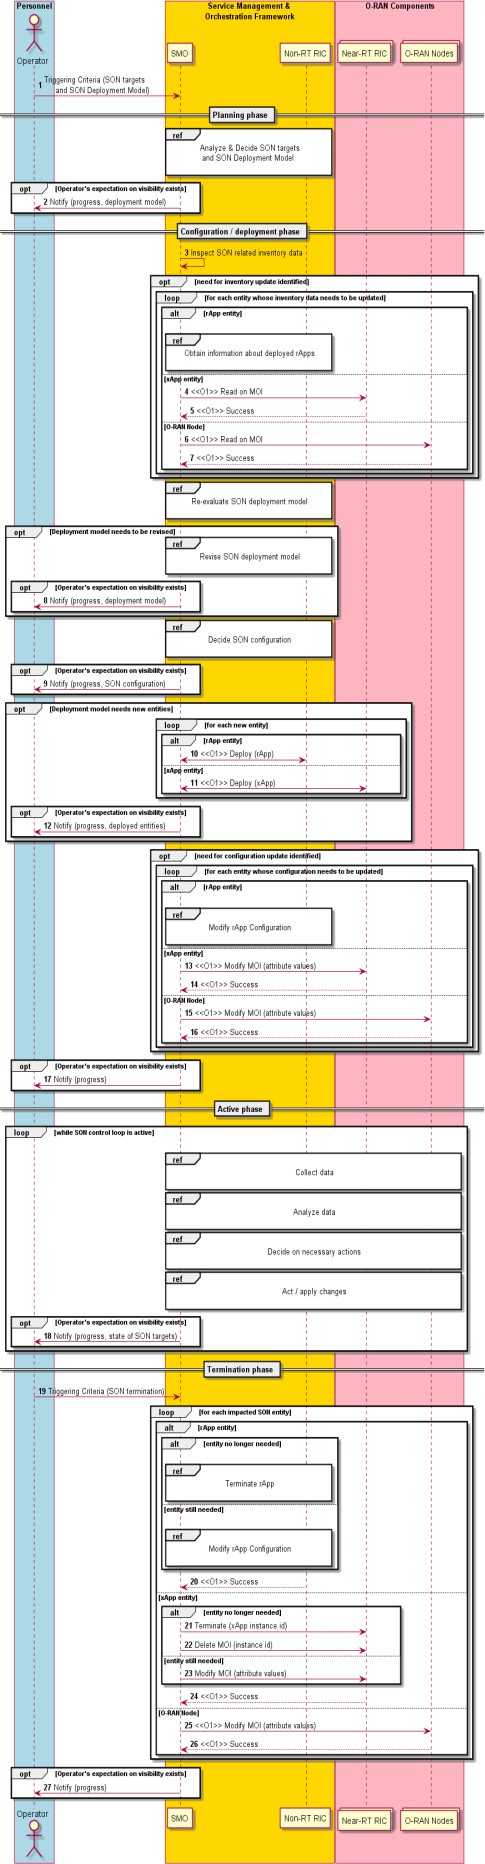 Personnel
Service Management &
Orchestration Framework
O-RAN Components
Operator
SMO
Non-RT RIC
Near-RT RIC
O-RAN Nodes
1 Triggering Criteria (SON targets
and SON Deployment Model)
Planning phase
ref
Analyze & Decide SON targets
and SON Deployment Model
opt [Operator's expectation on visibility exists]
2 Notify (progress, deployment model)
Configuration / deployment phase
3 Inspect SON related inventory data
opt [need for inventory update identified]
loop [for each entity whose inventory data needs to be updated]
alt [rApp entity]
ref
Obtain information about deployed rApps
[xApp entity]
4 <<O1>> Read on MOI
5 <<O1>> Success
[O-RAN Node]
6 <<O1>> Read on MOI
7 <<O1>> Success
ref
Re-evaluate SON deployment model
opt [Deployment model needs to be revised]
ref
Revise SON deployment model
opt [Operator's expectation on visibility exists]
8 Notify (progress, deployment model)
ref
Decide SON configuration
opt [Operator's expectation on visibility exists]
9 Notify (progress, SON configuration)
opt [Deployment model needs new entities]
loop [for each new entity]
alt [rApp entity]
10 <<O1>> Deploy (rApp)
[xApp entity]
11 <<O1>> Deploy (xApp)
opt [Operator's expectation on visibility exists]
12 Notify (progress, deployed entities)
opt [need for configuration update identified]
loop [for each entity whose configuration needs to be updated]
alt [rApp entity]
ref
Modify rApp Configuration
[xApp entity]
13 <<O1>> Modify MOI (attribute values)
14 <<O1>> Success
[O-RAN Node]
15 <<O1>> Modify MOI (attribute values)
16 <<O1>> Success
opt [Operator's expectation on visibility exists]
17 Notify (progress)
Active phase
loop [while SON control loop is active]
ref
Collect data
ref
Analyze data
ref
Decide on necessary actions
ref
Act / apply changes
opt [Operator's expectation on visibility exists]
18 Notify (progress, state of SON targets)
Termination phase
19 Triggering Criteria (SON termination)
loop [for each impacted SON entity]
alt [rApp entity]
alt [entity no longer needed]
ref
Terminate rApp
[entity still needed]
ref
Modify rApp Configuration
20 <<O1>> Success
[xApp entity]
alt [entity no longer needed]
21 Terminate (xApp instance id)
22 Delete MOI (instance id)
[entity still needed]
23 Modify MOI (attribute values)
24 <<O1>> Success
[O-RAN Node]
25 <<O1>> Modify MOI (attribute values)
26 <<O1>> Success
opt [Operator's expectation on visibility exists]
27 Notify (progress)
Operator
SMO
Non-RT RIC
Near-RT RIC
O-RAN Nodes